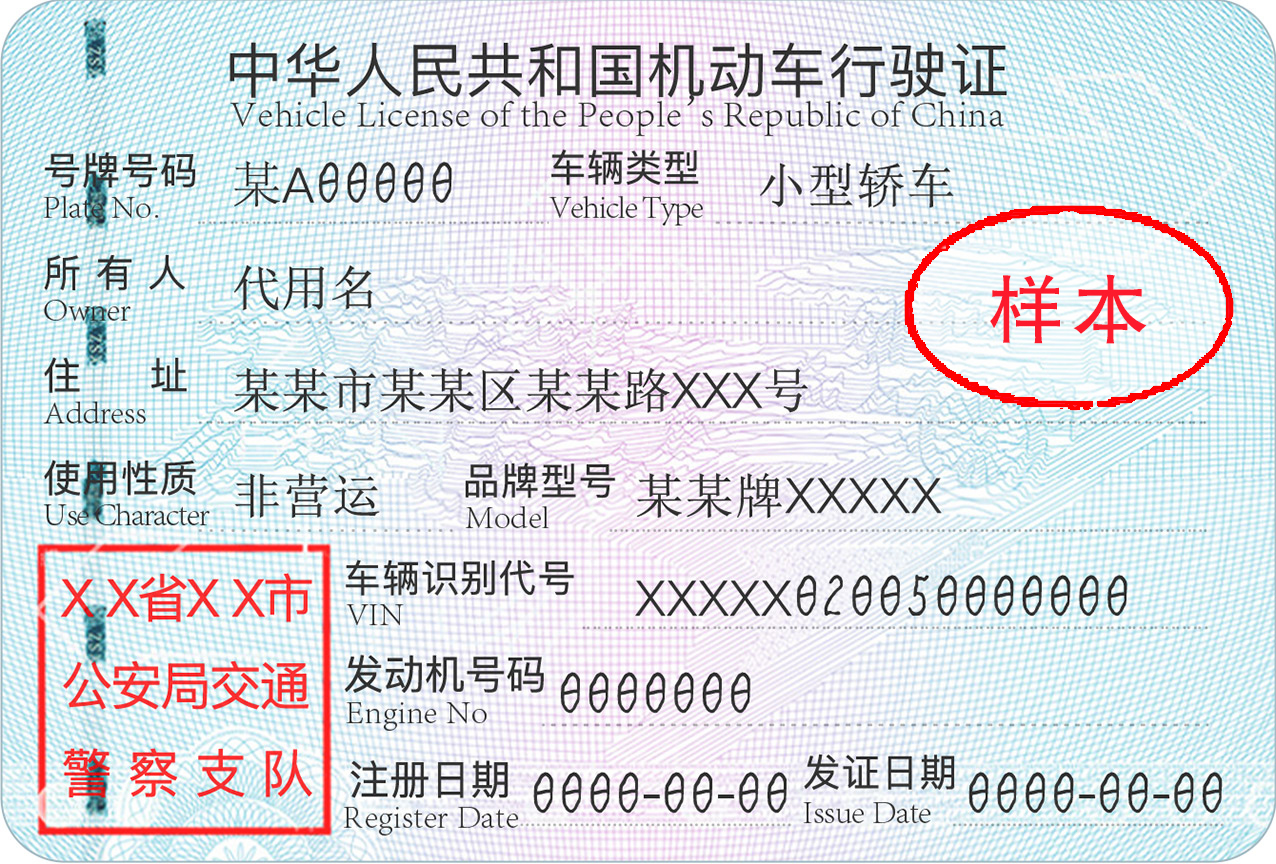 中华人民共和国机动车行驶证
Vehicle License of the People's Republic of China
号牌号码 某A00000 车辆类型 小型轿车
Plate No. Vehicle Type
所有人 代用名
Owner
样本
住址 某某市某某区某某路XXX号
Address
使用性质 非营运 品牌型号 某某牌XXXXX
Use Character Model
XX省XX市
公安局交通
警察支队
车辆识别代号 XXXXX020050000000
VIN
发动机号码 0000000
Engine No
注册日期 0000-00-00 发证日期 0000-00-00
Register Date Issue Date